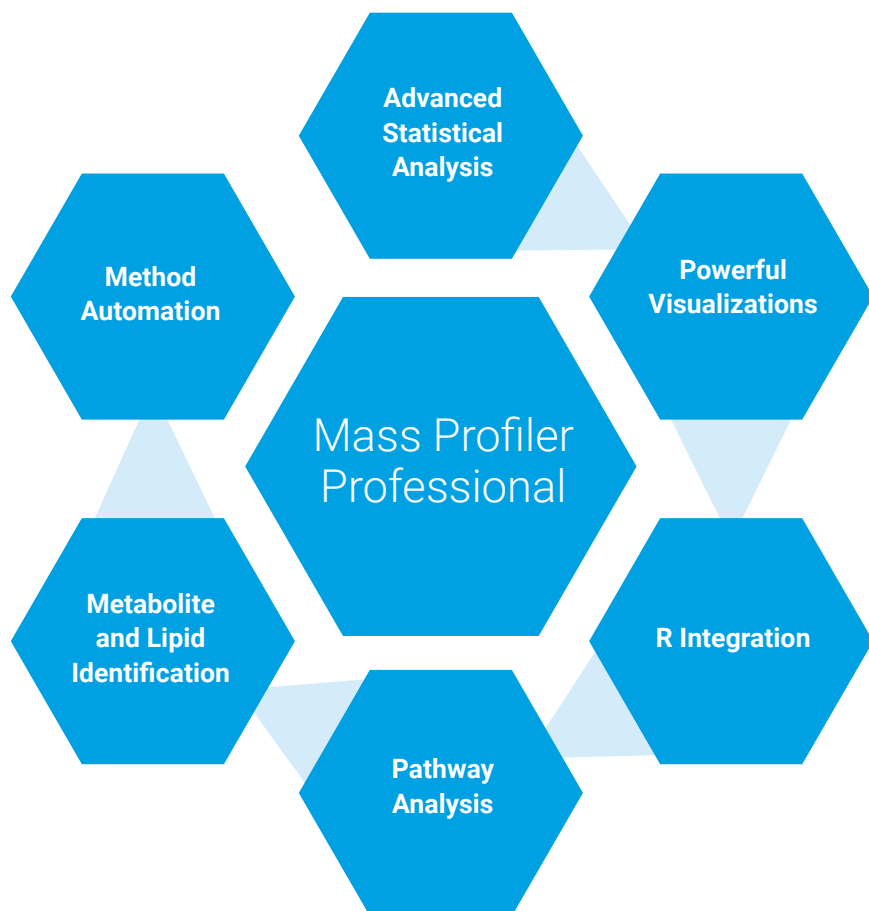 Advanced
Statistical
Analysis
Powerful
Visualizations
R Integration
Pathway
Analysis
Metabolite
and Lipid
Identification
Method
Automation
Mass Profiler
Professional